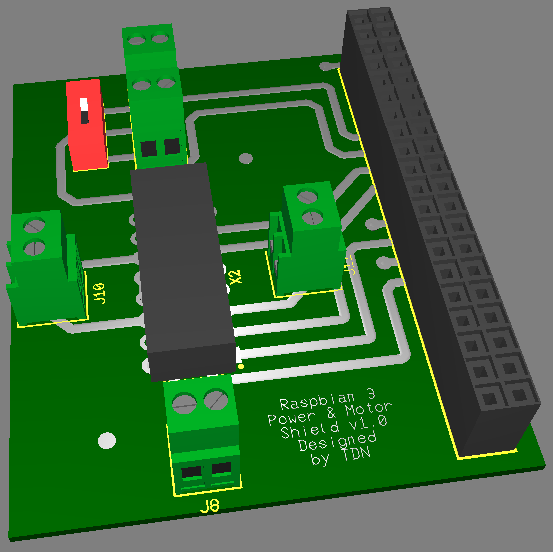 J10
X2
Raspbian 3
Power & Motor
Shield v1.0
Designed
by TDN
J8